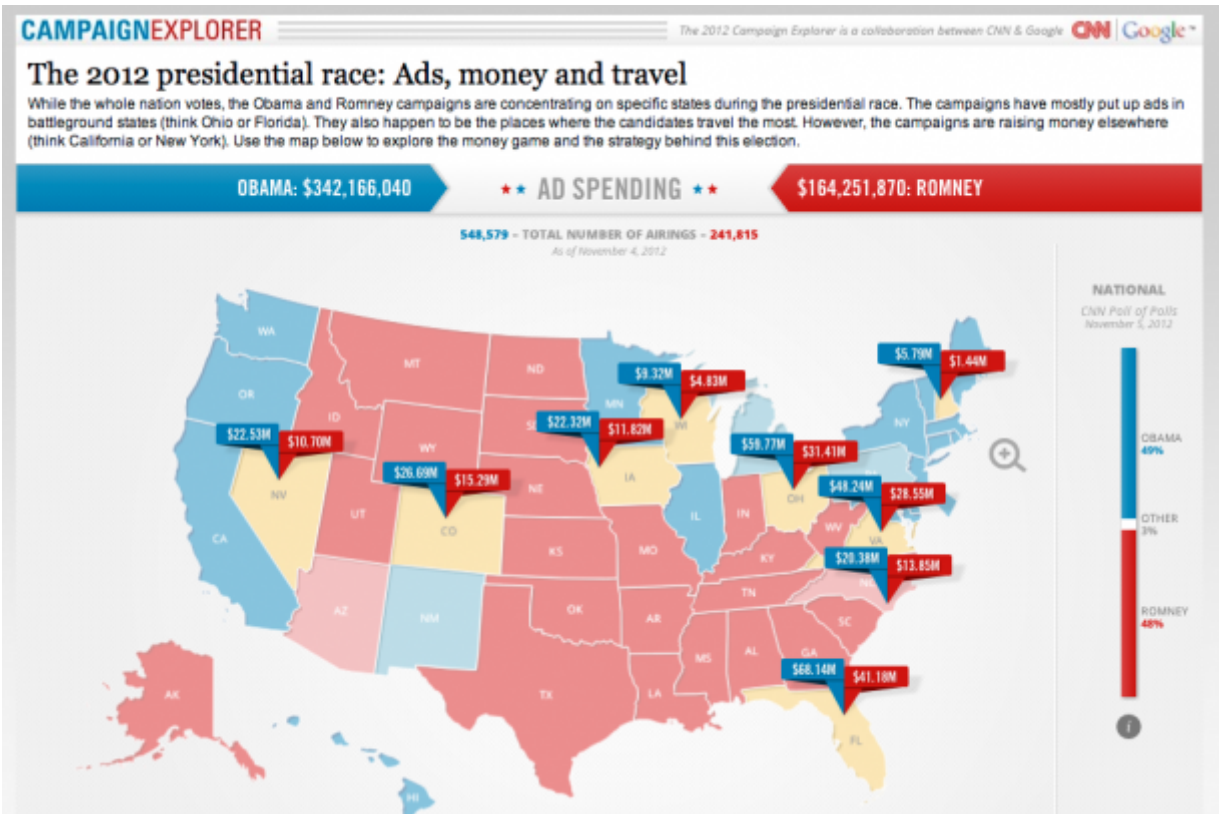 CAMPAIGNEXPLORER
The 2012 Campaign Explorer is a collaboration between CNN & Google CNN | Google™
The 2012 presidential race: Ads, money and travel
While the whole nation votes, the Obama and Romney campaigns are concentrating on specific states during the presidential race. The campaigns have mostly put up ads in
battleground states (think Ohio or Florida). They also happen to be the places where the candidates travel the most. However, the campaigns are raising money elsewhere
(think California or New York). Use the map below to explore the money game and the strategy behind this election.
OBAMA: $342,166,040
AD SPENDING
$164,251,870: ROMNEY
548,579 – TOTAL NUMBER OF AIRINGS – 241,815
As of November 4, 2012
NATIONAL
CNN Poll of Polls
November 5, 2012
OBAMA
49%
OTHER
3%
ROMNEY
48%
i
WA
MT
ND
OR
ID
MN
$9.32M $4.83M
WI
$5.79M $1.44M
NY
WY
$22.32M $11.82M
IA
$22.53M $10.70M
NV
$26.69M $15.29M
CO
NE
$59.77M $31.41M
OH
$48.24M $28.55M
VA
UT
CA
IL
IN
WV
KS
MO
KY
$20.38M $13.85M
NC
TN
AZ
NM
OK
AR
SC
MS
AL
GA
$68.14M $41.18M
FL
TX
LA
AK
HI